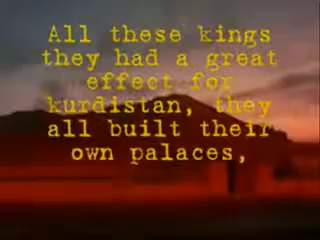 All these kings
they had a great
effect for
kurdistan, they
all built their
own palaces,